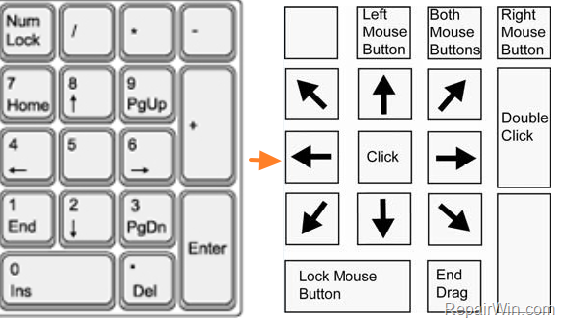 Num
Lock
/
*
-
7
Home
8
↑
9
PgUp
+
4
←
5
6
→
1
End
2
↓
3
PgDn
Enter
0
Ins
.
Del
Left
Mouse
Button
Both
Mouse
Buttons
Right
Mouse
Button
Double
Click
Click
Lock Mouse
Button
End
Drag
RepairWin.com